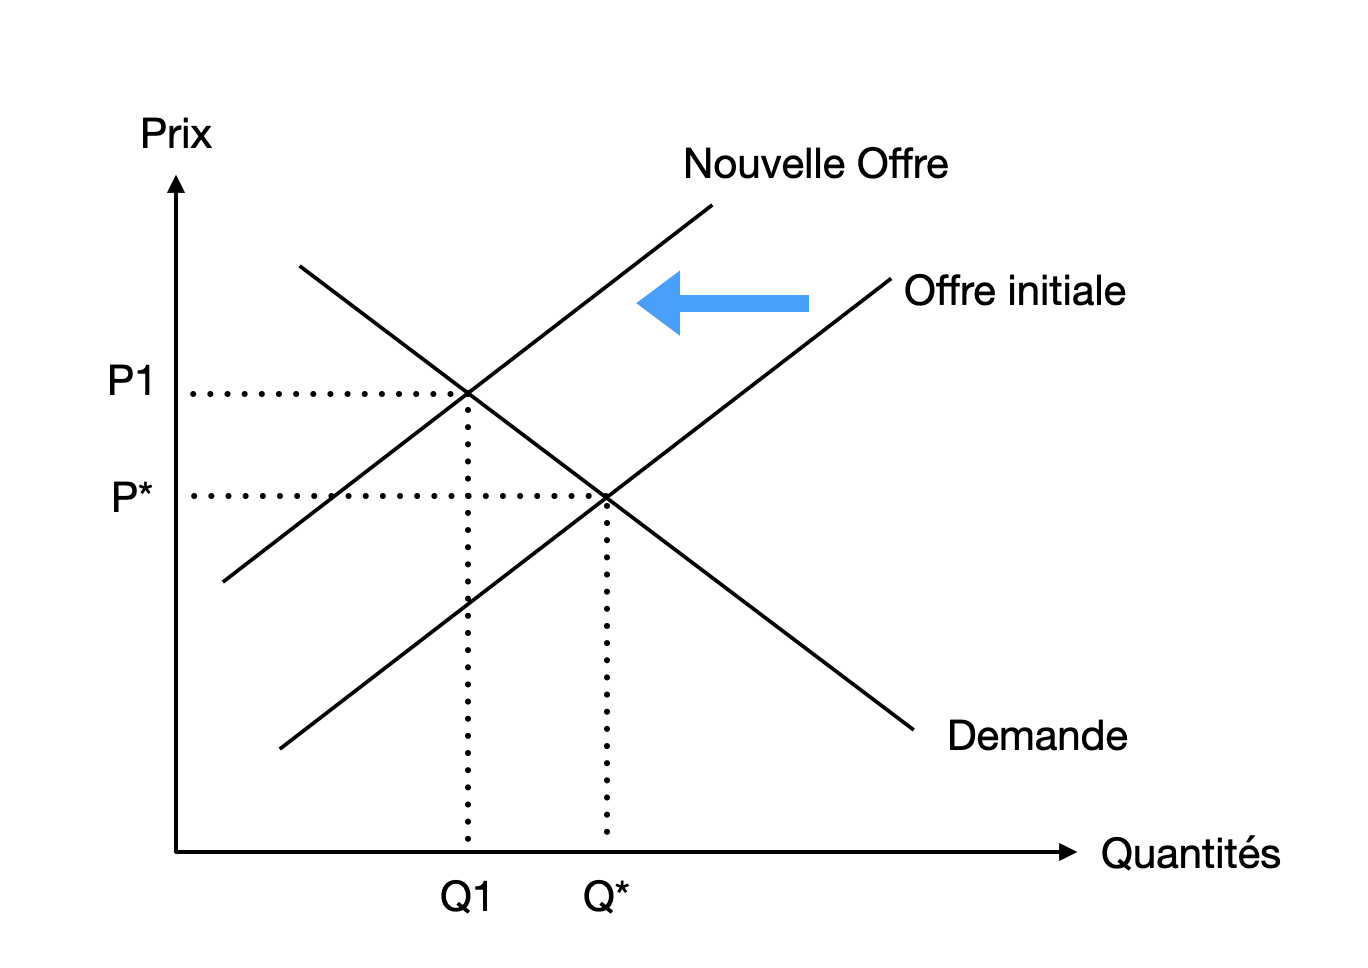 Prix
Nouvelle Offre
Offre initiale
P1
P*
Demande
Quantités
Q1
Q*